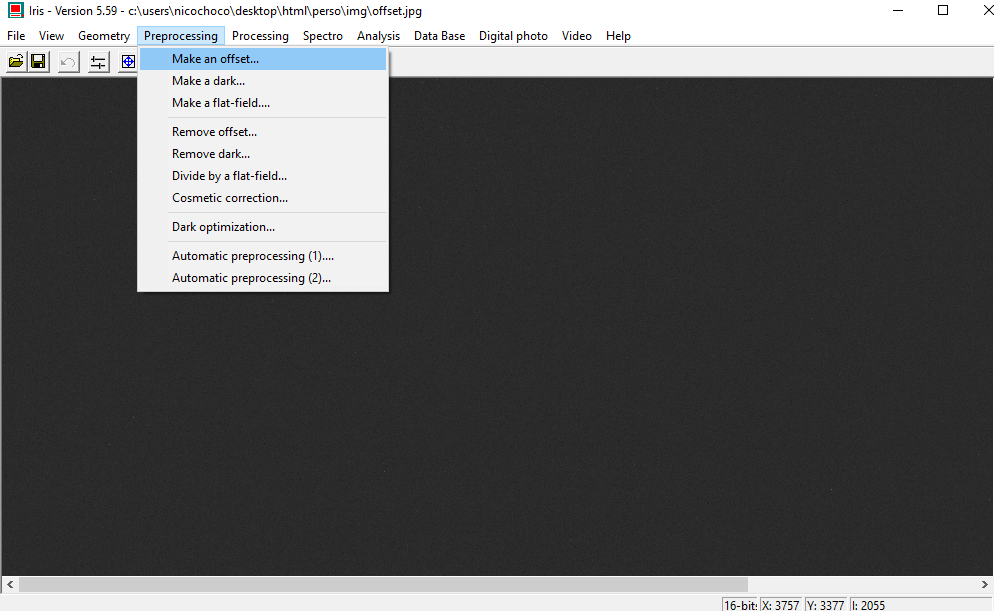 Iris - Version 5.59 - c:\users\nicochoco\desktop\html\perso\img\offset.jpg
File View Geometry Preprocessing Processing Spectro Analysis Data Base Digital photo Video Help
Make an offset...
Make a dark...
Make a flat-field....
Remove offset...
Remove dark...
Divide by a flat-field...
Cosmetic correction...
Dark optimization...
Automatic preprocessing (1)....
Automatic preprocessing (2)...
16-bit: X: 3757 Y: 3377 I: 2055